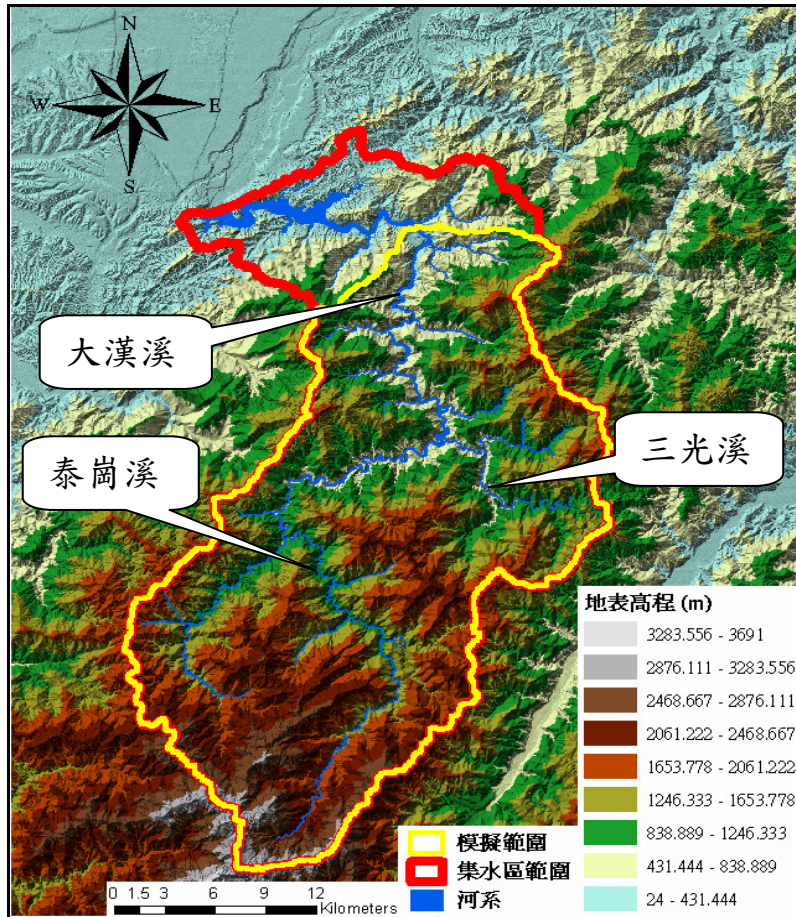 N
W
E
S
大漢溪
三光溪
泰崗溪
地表高程 (m)
3283.556 - 3691
2876.111 - 3283.556
2468.667 - 2876.111
2061.222 - 2468.667
1653.778 - 2061.222
1246.333 - 1653.778
838.889 - 1246.333
431.444 - 838.889
24 - 431.444
模擬範圍
集水區範圍
河系
0 1.5 3 6 9 12
Kilometers